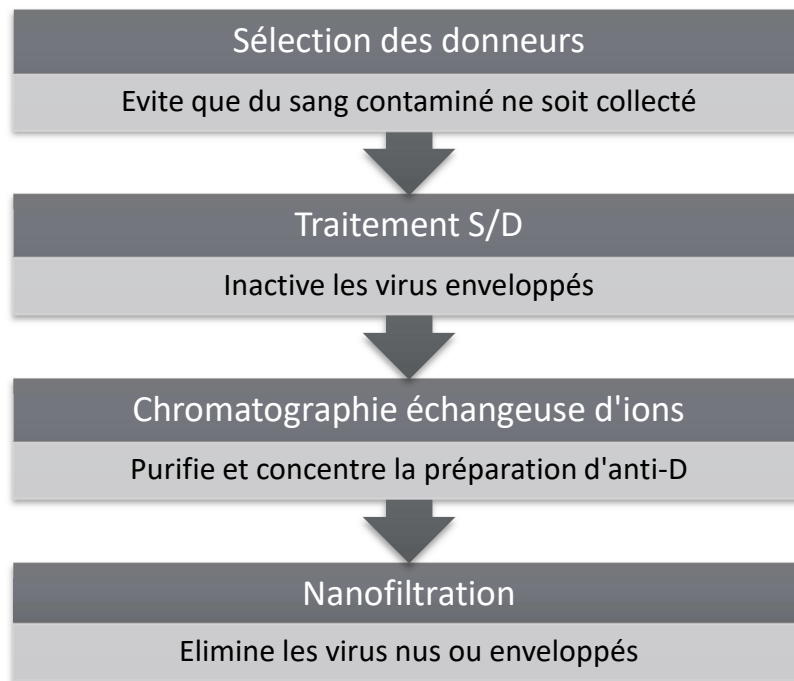 Sélection des donneurs
Evite que du sang contaminé ne soit collecté
Traitement S/D
Inactive les virus enveloppés
Chromatographie échangeuse d'ions
Purifie et concentre la préparation d'anti-D
Nanofiltration
Elimine les virus nus ou enveloppés